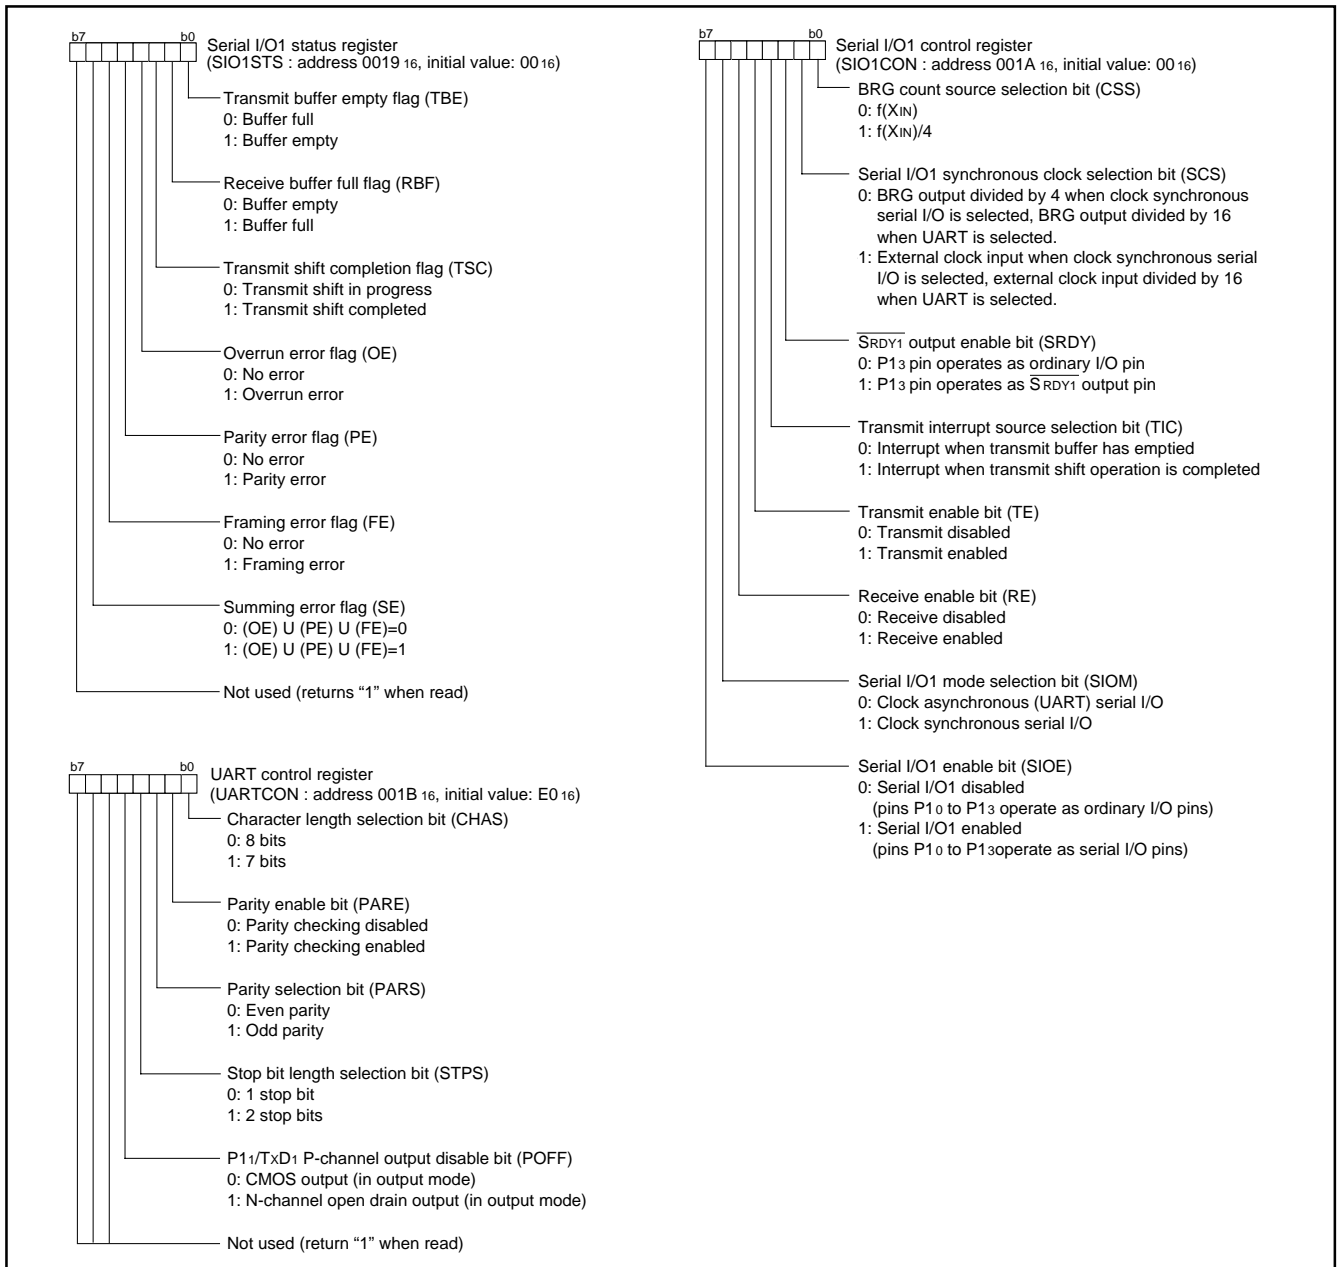 b7 b0
Serial I/O1 status register
(SIO1STS : address 0019 16, initial value: 00 16)
Transmit buffer empty flag (TBE)
0: Buffer full
1: Buffer empty
Receive buffer full flag (RBF)
0: Buffer empty
1: Buffer full
Transmit shift completion flag (TSC)
0: Transmit shift in progress
1: Transmit shift completed
Overrun error flag (OE)
0: No error
1: Overrun error
Parity error flag (PE)
0: No error
1: Parity error
Framing error flag (FE)
0: No error
1: Framing error
Summing error flag (SE)
0: (OE) U (PE) U (FE)=0
1: (OE) U (PE) U (FE)=1
Not used (returns “1” when read)
b7 b0
UART control register
(UARTCON : address 001B 16, initial value: E0 16)
Character length selection bit (CHAS)
0: 8 bits
1: 7 bits
Parity enable bit (PARE)
0: Parity checking disabled
1: Parity checking enabled
Parity selection bit (PARS)
0: Even parity
1: Odd parity
Stop bit length selection bit (STPS)
0: 1 stop bit
1: 2 stop bits
P11/TXD1 P-channel output disable bit (POFF)
0: CMOS output (in output mode)
1: N-channel open drain output (in output mode)
Not used (return “1” when read)
b7 b0
Serial I/O1 control register
(SIO1CON : address 001A 16, initial value: 00 16)
BRG count source selection bit (CSS)
0: f(XIN)
1: f(XIN)/4
Serial I/O1 synchronous clock selection bit (SCS)
0: BRG output divided by 4 when clock synchronous
serial I/O is selected, BRG output divided by 16
when UART is selected.
1: External clock input when clock synchronous serial
I/O is selected, external clock input divided by 16
when UART is selected.
SRDY1 output enable bit (SRDY)
0: P13 pin operates as ordinary I/O pin
1: P13 pin operates as SRDY1 output pin
Transmit interrupt source selection bit (TIC)
0: Interrupt when transmit buffer has emptied
1: Interrupt when transmit shift operation is completed
Transmit enable bit (TE)
0: Transmit disabled
1: Transmit enabled
Receive enable bit (RE)
0: Receive disabled
1: Receive enabled
Serial I/O1 mode selection bit (SIOM)
0: Clock asynchronous (UART) serial I/O
1: Clock synchronous serial I/O
Serial I/O1 enable bit (SIOE)
0: Serial I/O1 disabled
(pins P10 to P13 operate as ordinary I/O pins)
1: Serial I/O1 enabled
(pins P10 to P13operate as serial I/O pins)